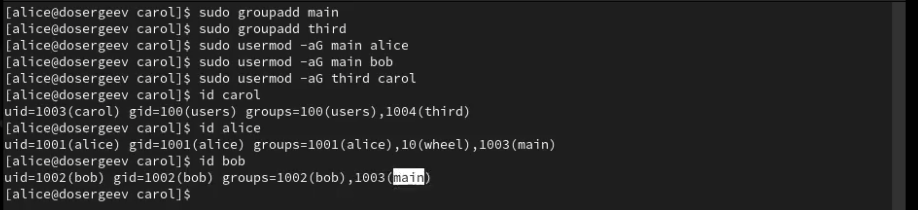 [alice@dosergeev carol]$ sudo groupadd main
[alice@dosergeev carol]$ sudo groupadd third
[alice@dosergeev carol]$ sudo usermod -aG main alice
[alice@dosergeev carol]$ sudo usermod -aG main bob
[alice@dosergeev carol]$ sudo usermod -aG third carol
[alice@dosergeev carol]$ id carol
uid=1003(carol) gid=100(users) groups=100(users),1004(third)
[alice@dosergeev carol]$ id alice
uid=1001(alice) gid=1001(alice) groups=1001(alice),10(wheel),1003(main)
[alice@dosergeev carol]$ id bob
uid=1002(bob) gid=1002(bob) groups=1002(bob),1003(main)
[alice@dosergeev carol]$